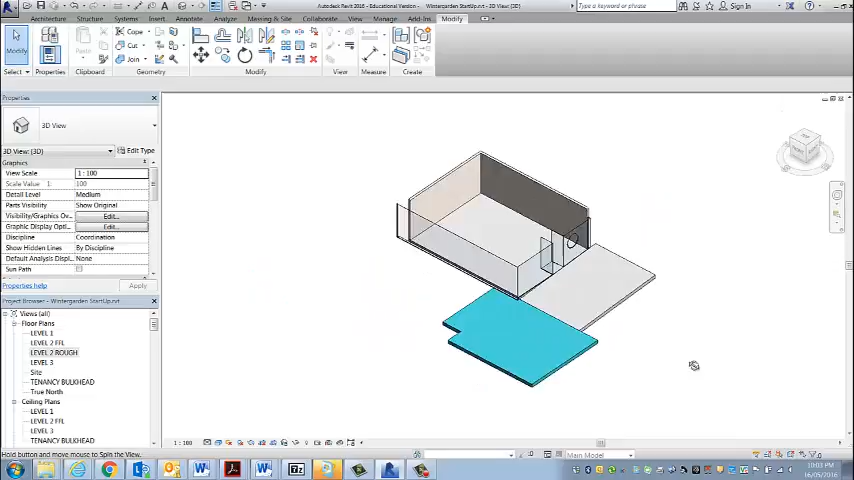 Autodesk Revit 2016 - Educational Version -    Wintergarden StartUp.rvt - 3D View: {3D}
Type a keyword or phrase
Sign In
Architecture Structure Systems Insert Annotate Analyze Massing & Site Collaborate View Manage Add-Ins Modify
Modify
Properties
Paste
Cope
Cut
Join
Select
Properties
Clipboard
Geometry
Modify
View
Measure
Create
Properties
3D View
3D View: {3D}
Edit Type
Graphics
View Scale 1 : 100
Scale Value 1: 100
Detail Level Medium
Parts Visibility Show Original
Visibility/Graphics Ov... Edit...
Graphic Display Opti... Edit...
Discipline Coordination
Show Hidden Lines By Discipline
Default Analysis Displ... None
Sun Path
Properties help
Apply
Project Browser - Wintergarden StartUp.rvt
Views (all)
Floor Plans
LEVEL 1
LEVEL 2 FFL
LEVEL 2 ROUGH
LEVEL 3
Site
TENANCY BULKHEAD
True North
Ceiling Plans
LEVEL 1
LEVEL 2 FFL
LEVEL 3
TENANCY BULKHEAD
1 : 100
Hold button and move mouse to Spin the View.
:0
Main Model
10:03 PM
16/05/2016